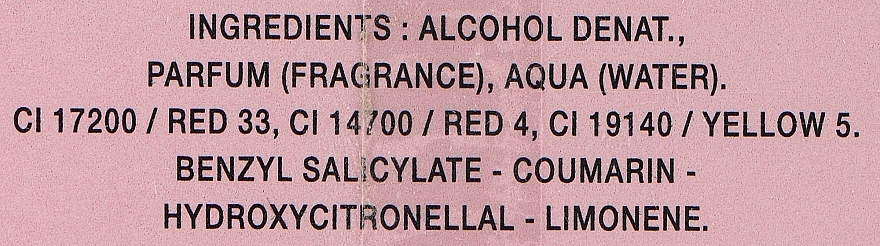 INGREDIENTS : ALCOHOL DENAT.,
PARFUM (FRAGRANCE), AQUA (WATER).
CI 17200 / RED 33, CI 14700 / RED 4, CI 19140 / YELLOW 5.
BENZYL SALICYLATE - COUMARIN -
HYDROXYCITRONELLAL - LIMONENE.